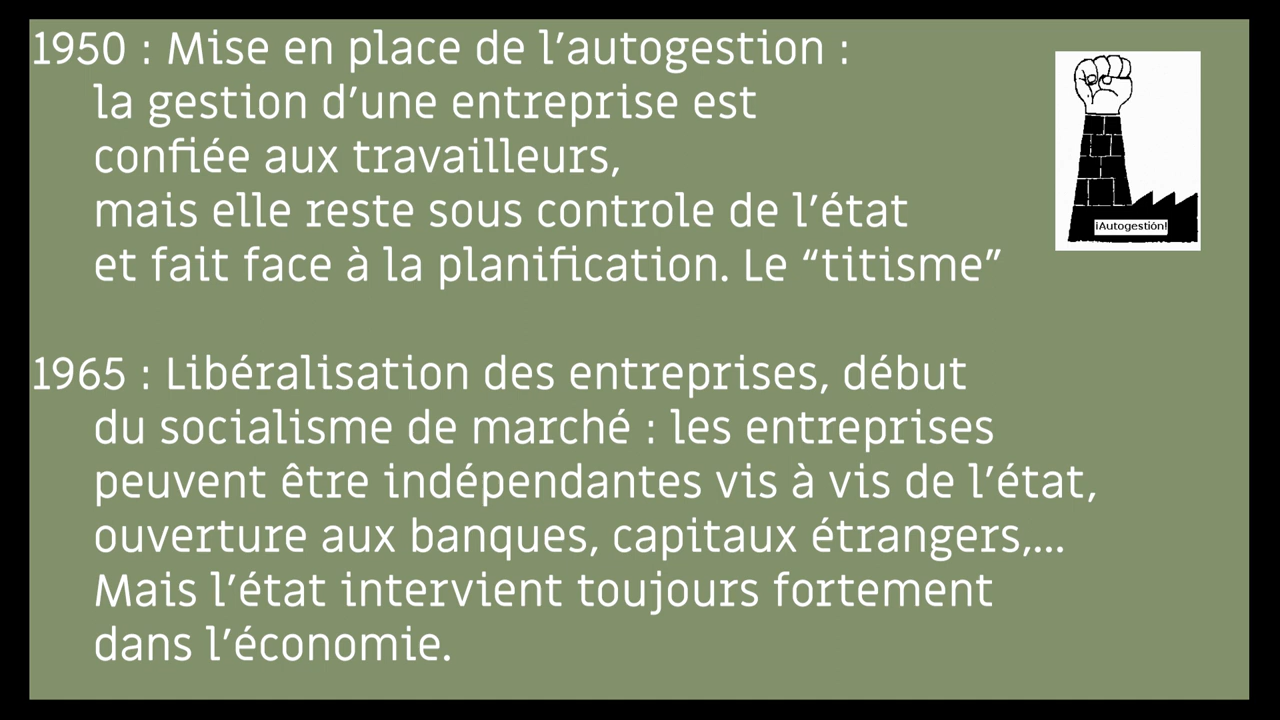 1950 : Mise en place de l’autogestion :
la gestion d’une entreprise est
confiée aux travailleurs,
mais elle reste sous controle de l’état
et fait face à la planification. Le “titisme”
¡Autogestión!
1965 : Libéralisation des entreprises, début
du socialisme de marché : les entreprises
peuvent être indépendantes vis à vis de l’état,
ouverture aux banques, capitaux étrangers,...
Mais l’état intervient toujours fortement
dans l’économie.